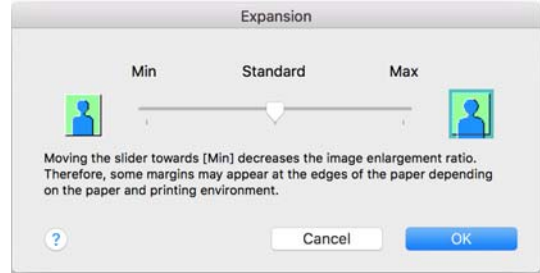 Expansion
Min Standard Max
Moving the slider towards [Min] decreases the image enlargement ratio.
Therefore, some margins may appear at the edges of the paper depending
on the paper and printing environment.
? Cancel OK